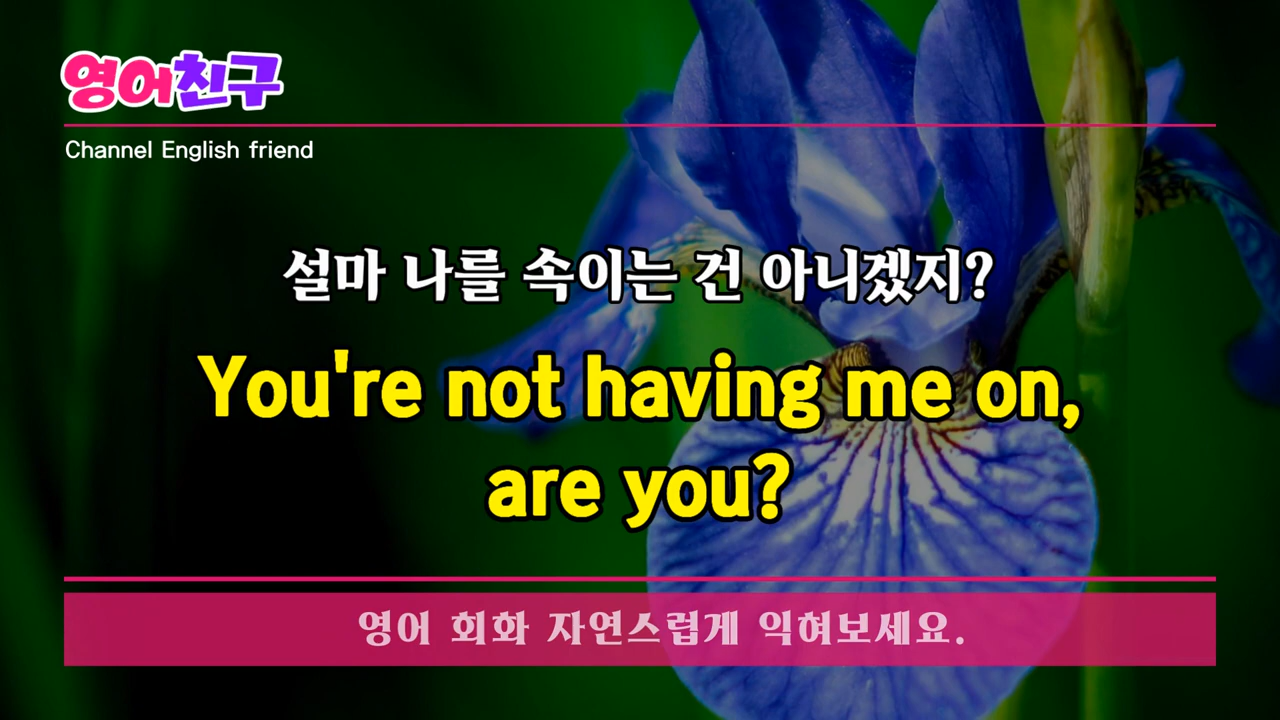 영어친구
Channel English friend
설마 나를 속이는 건 아니겠지?
You're not having me on,
are you?
영어 회화 자연스럽게 익혀보세요.